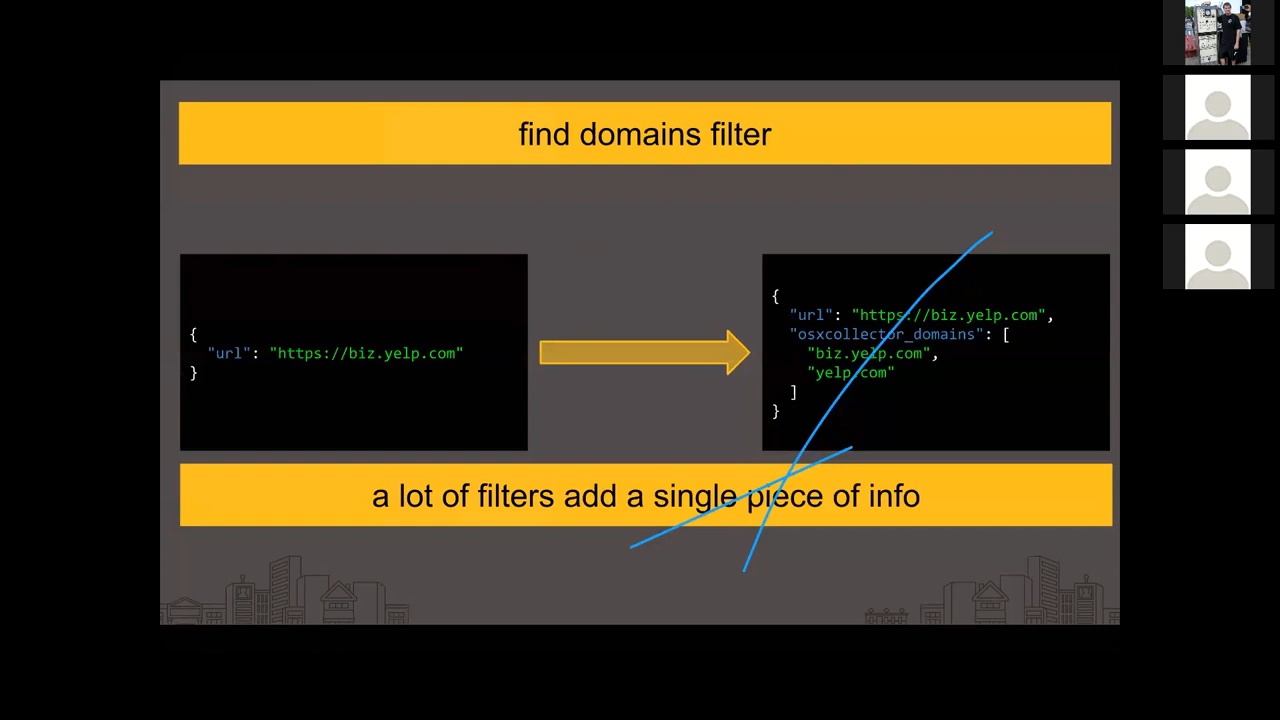 find domains filter
{
"url": "https://biz.yelp.com"
}
{
"url": "https://biz.yelp.com",
"osxcollector_domains": [
"biz.yelp.com",
"yelp.com"
]
}
a lot of filters add a single piece of info